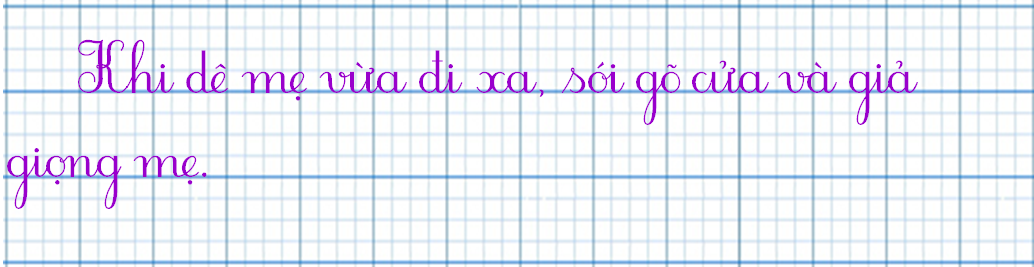 Khi dê mẹ vừa đi xa, sói gõ cửa và giả
giọng mẹ.